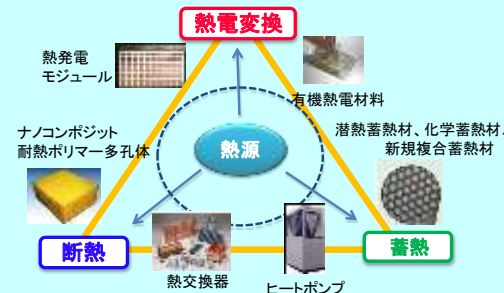 熱電変換
熱発電
モジュール
有機熱電材料
ナノコンポジット
耐熱ポリマー多孔体
熱源
潜熱蓄熱材、化学蓄熱材、
新規複合蓄熱材
断熱
蓄熱
熱交換器
ヒートポンプ